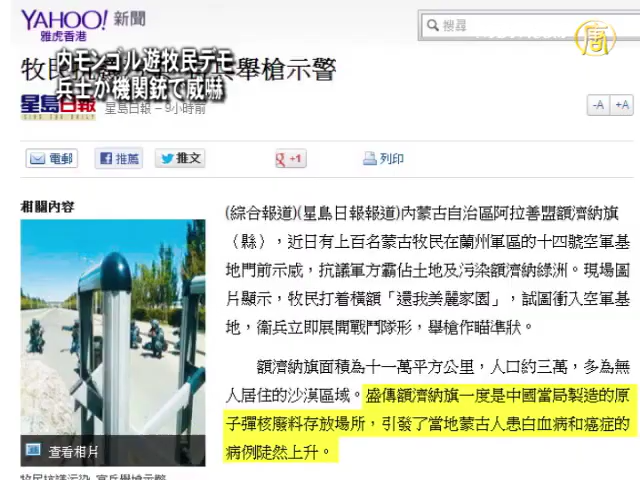 YAHOO! 新聞
雅虎香港
搜尋
唐
内モンゴル遊牧民デモ
兵士が機関銃で威嚇
牧民抗 兵舉槍示警
星島日報
星島日報 – 9小時前
-A +A
電郵 推薦 推文 +1 列印
相關內容
(綜合報道)(星島日報報道)內蒙古自治區阿拉善盟額濟納旗
（縣），近日有上百名蒙古牧民在蘭州軍區的十四號空軍基
地門前示威，抗議軍方霸佔土地及污染額濟納綠洲。現場圖
片顯示，牧民打着橫額「還我美麗家園」，試圖衝入空軍基
地，衞兵立即展開戰鬥隊形，舉槍作瞄準狀。
額濟納旗面積為十一萬平方公里，人口約三萬，多為無
人居住的沙漠區域。盛傳額濟納旗一度是中國當局製造的原
子彈核廢料存放場所，引發了當地蒙古人患白血病和癌症的
病例陡然上升。
查看相片